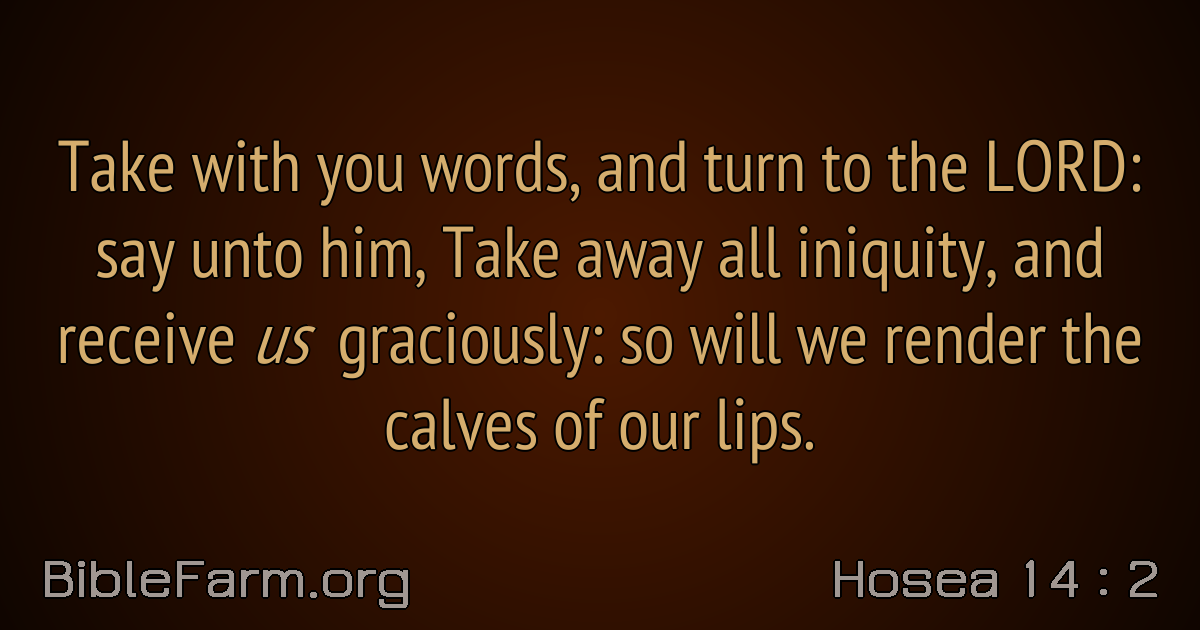 Take with you words, and turn to the LORD:
say unto him, Take away all iniquity, and
receive us graciously: so will we render the
calves of our lips.
BibleFarm.org
Hosea 14 : 2